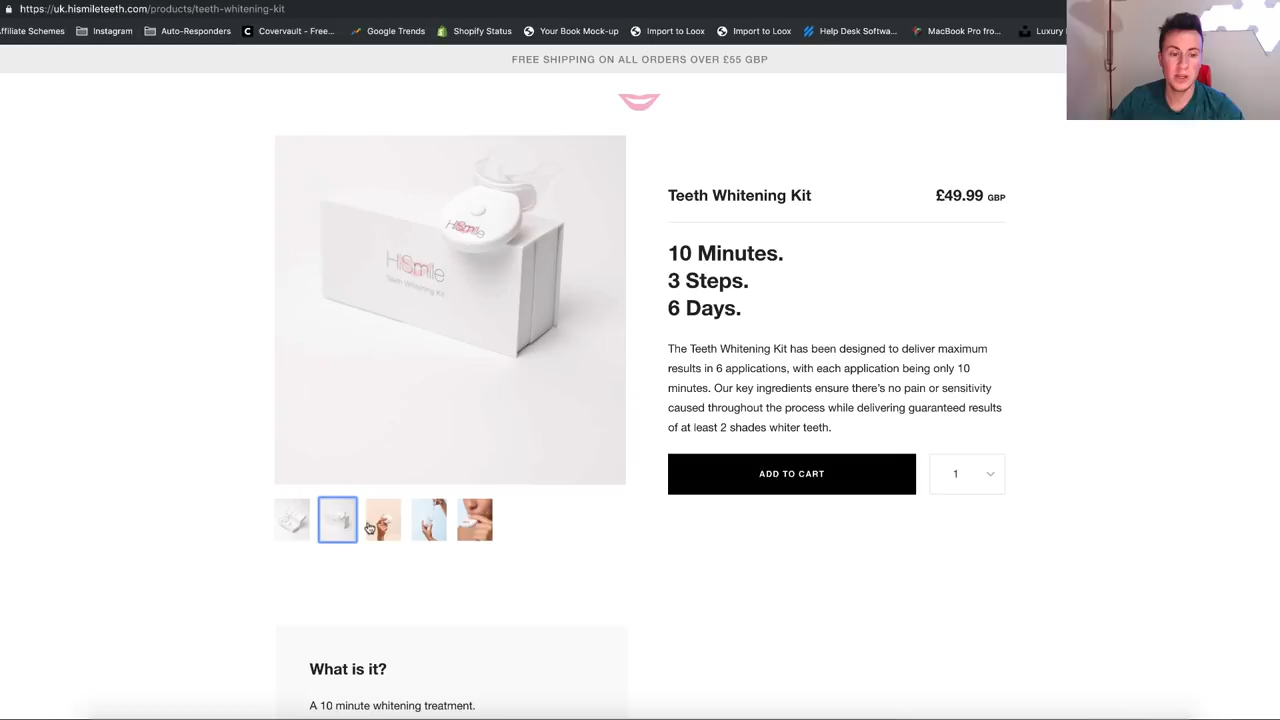 https://uk.hismileteeth.com/products/teeth-whitening-kit
ffiliate Schemes Instagram Auto-Responders Covervault - Free... Google Trends Shopify Status Your Book Mock-up Import to Loox Import to Loox Help Desk Softwa... MacBook Pro fro... Luxury
FREE SHIPPING ON ALL ORDERS OVER £55 GBP
HiSmile
HiSmile
Teeth Whitening Kit
Teeth Whitening Kit £49.99 GBP
10 Minutes.
3 Steps.
6 Days.
The Teeth Whitening Kit has been designed to deliver maximum
results in 6 applications, with each application being only 10
minutes. Our key ingredients ensure there's no pain or sensitivity
caused throughout the process while delivering guaranteed results
of at least 2 shades whiter teeth.
ADD TO CART 1
What is it?
A 10 minute whitening treatment.